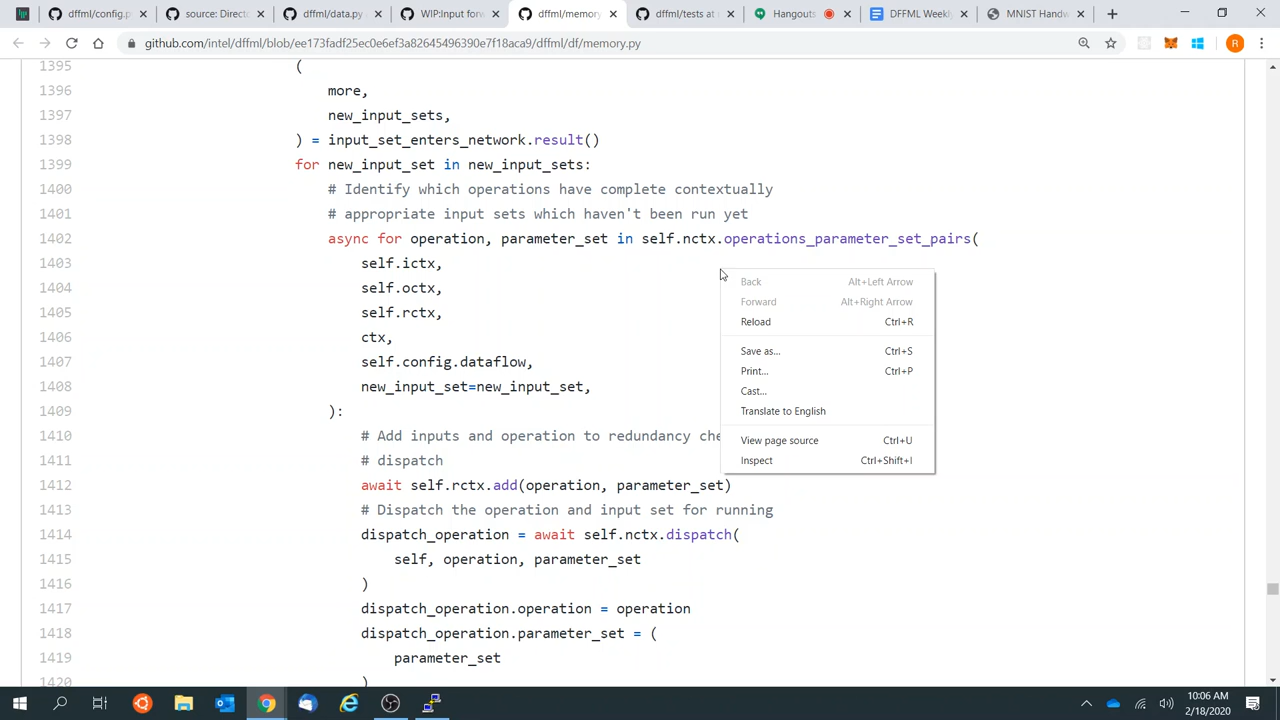 dffml/config.p
source: Direct
dffml/data.py
WIP:Input forv
dffml/memory
dffml/tests at
Hangouts
DFFML Weekly
MNIST Handw
github.com/intel/dffml/blob/ee173fadf25ec0e6ef3a82645496390e7f18aca9/dffml/df/memory.py
R
1395 (
1396 more,
1397 new_input_sets,
1398 ) = input_set_enters_network.result()
1399 for new_input_set in new_input_sets:
1400 # Identify which operations have complete contextually
1401 # appropriate input sets which haven't been run yet
1402 async for operation, parameter_set in self.nctx.operations_parameter_set_pairs(
1403 self.ictx,
1404 self.octx,
1405 self.rctx,
1406 ctx,
1407 self.config.dataflow,
1408 new_input_set=new_input_set,
1409 ):
1410 # Add inputs and operation to redundancy che
1411 # dispatch
1412 await self.rctx.add(operation, parameter_set)
1413 # Dispatch the operation and input set for running
1414 dispatch_operation = await self.nctx.dispatch(
1415 self, operation, parameter_set
1416 )
1417 dispatch_operation.operation = operation
1418 dispatch_operation.parameter_set = (
1419 parameter_set
1420 )
Back Alt+Left Arrow
Forward Alt+Right Arrow
Reload Ctrl+R
Save as... Ctrl+S
Print... Ctrl+P
Cast...
Translate to English
View page source Ctrl+U
Inspect Ctrl+Shift+I
10:06 AM
2/18/2020